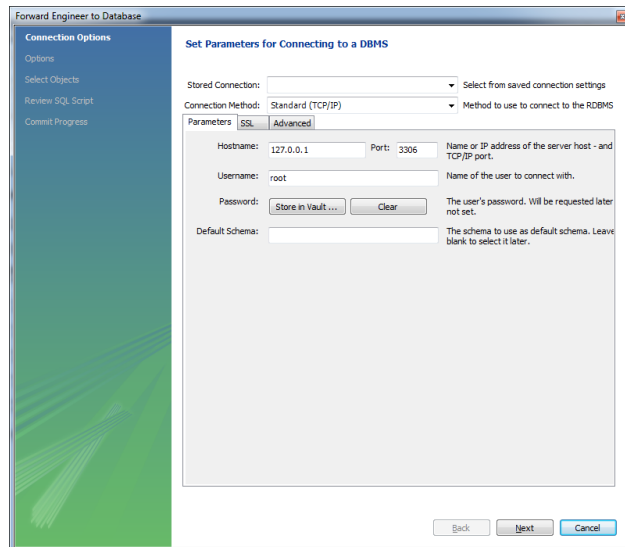 Forward Engineer to Database
Connection Options
Options
Select Objects
Review SQL Script
Commit Progress
Set Parameters for Connecting to a DBMS
Stored Connection:
Select from saved connection settings
Connection Method: Standard (TCP/IP)
Method to use to connect to the RDBMS
Parameters SSL Advanced
Hostname: 127.0.0.1 Port: 3306
Name or IP address of the server host - and
TCP/IP port.
Username: root
Name of the user to connect with.
Password: Store in Vault ... Clear
The user's password. Will be requested later
not set.
Default Schema:
The schema to use as default schema. Leave
blank to select it later.
Back Next Cancel